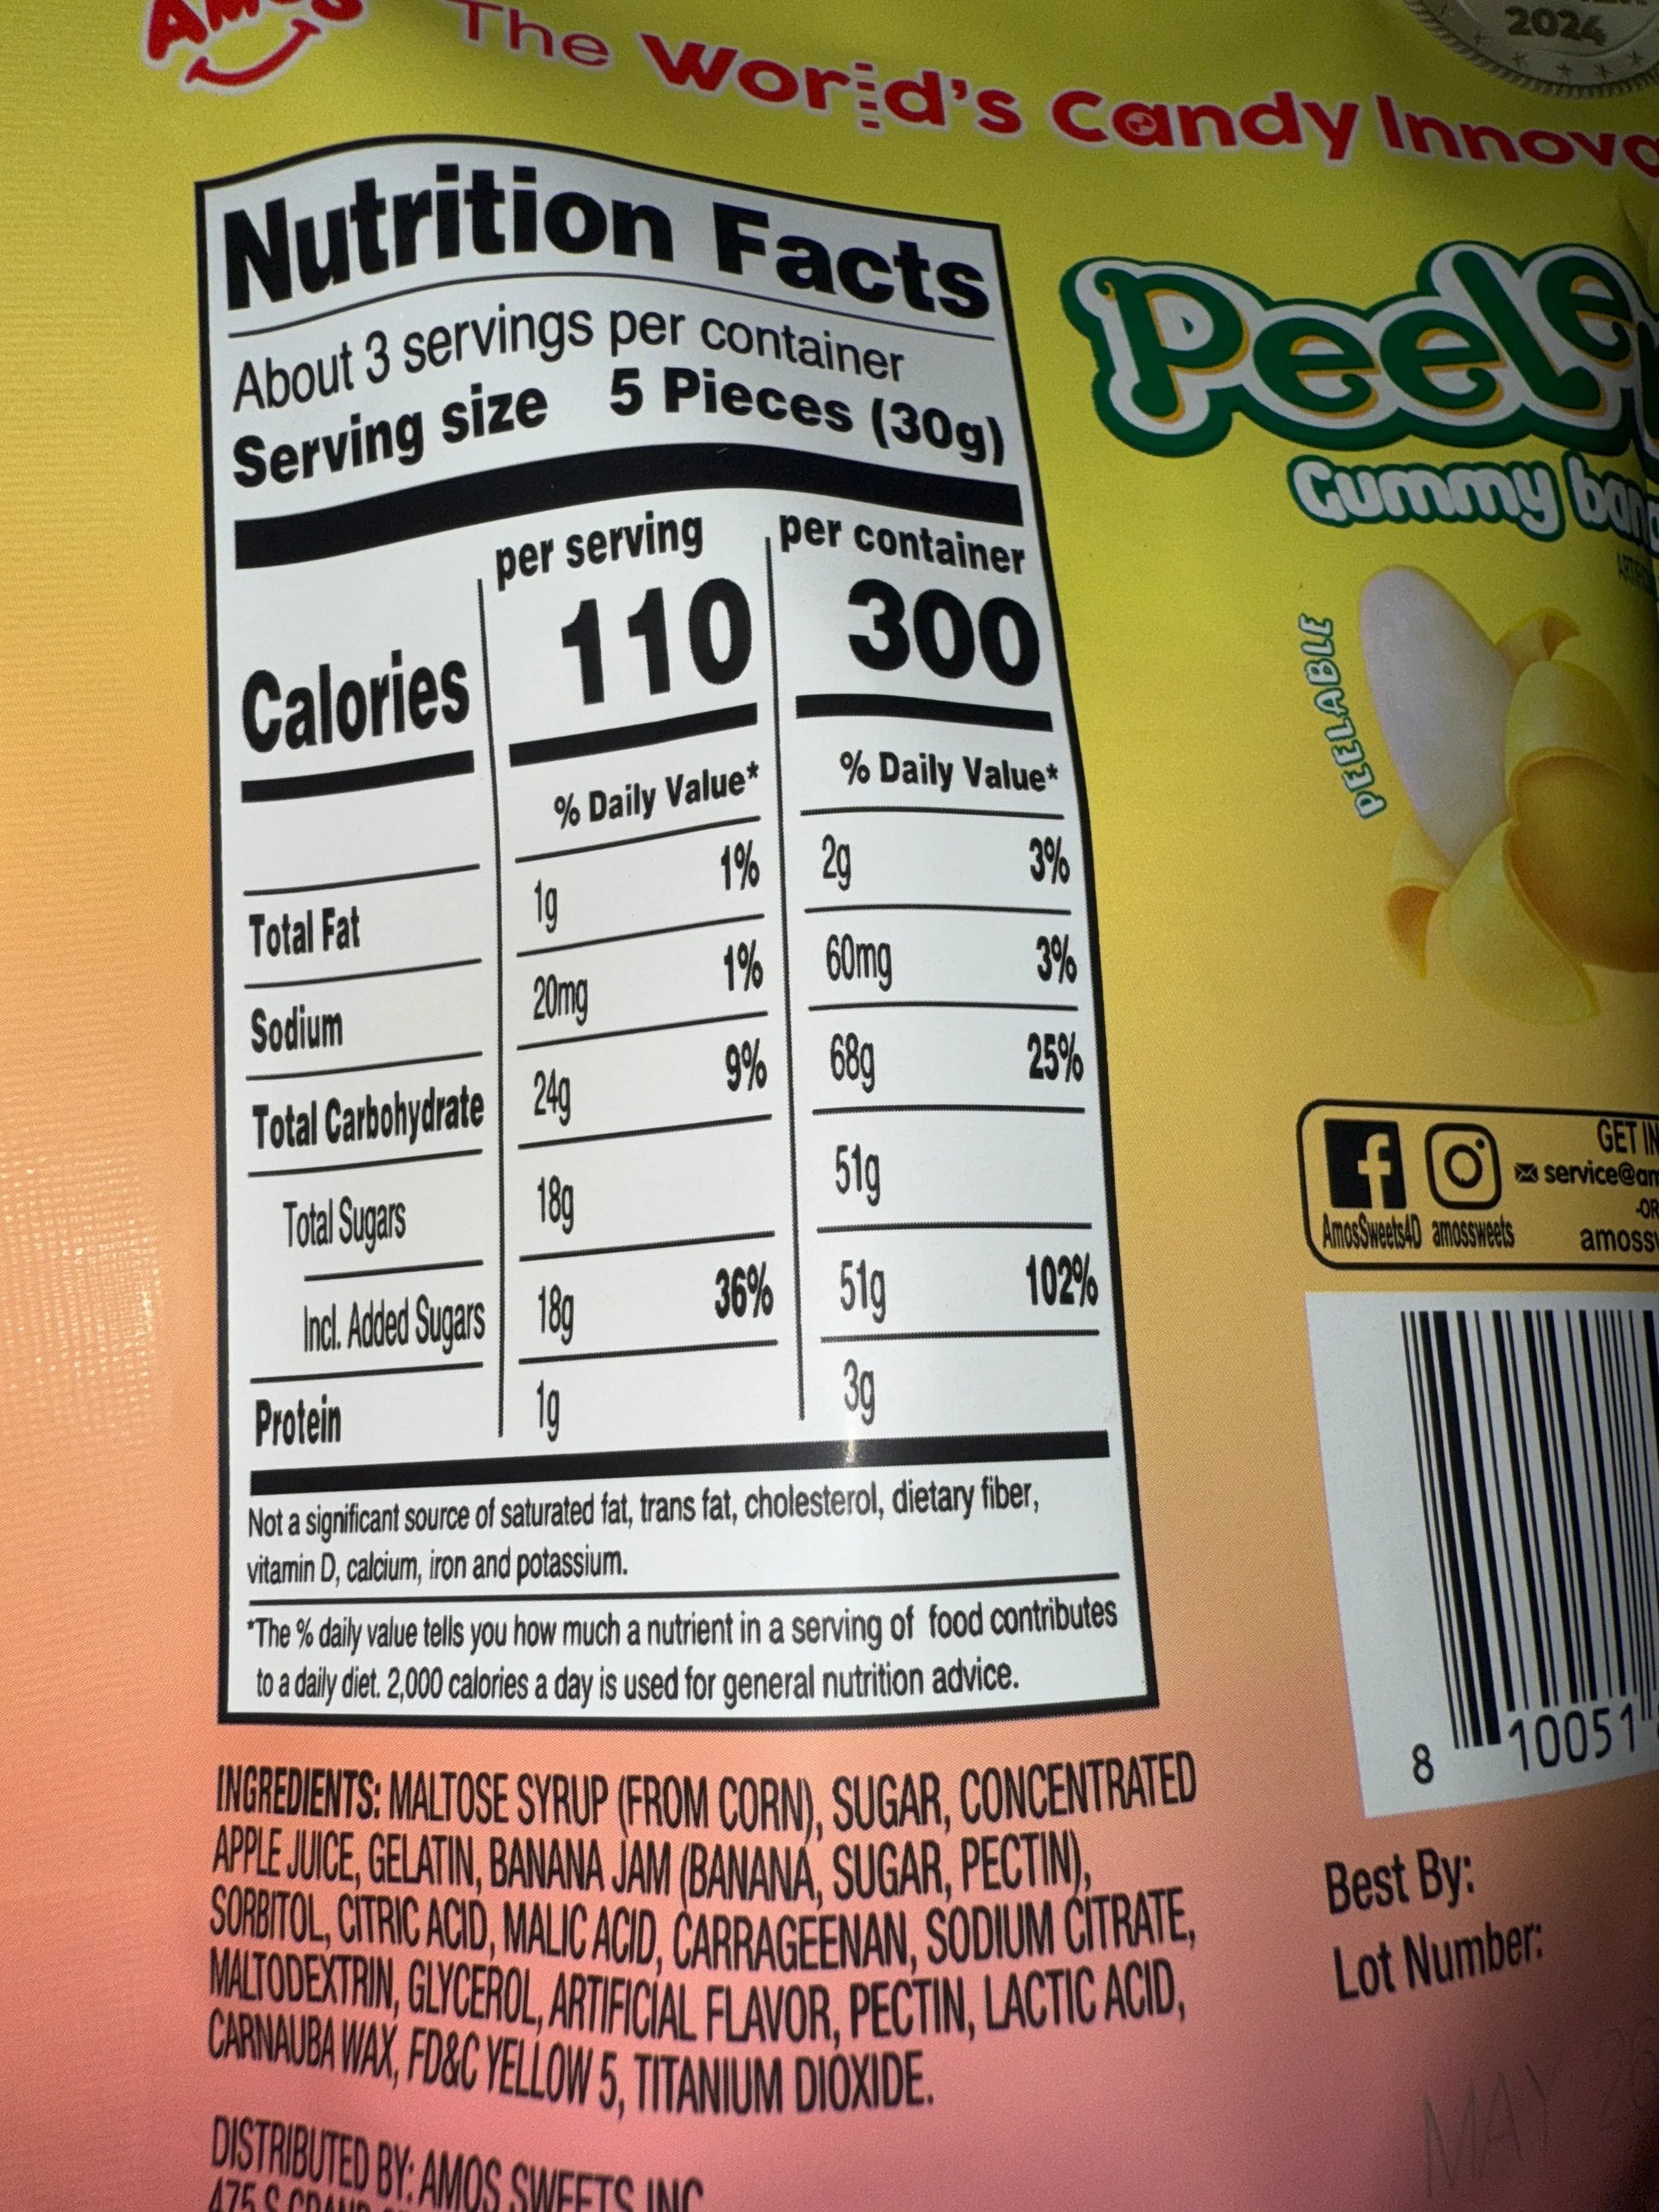 AMOS The World's Candy
2024
Nutrition Facts
About 3 servings per container
Serving size 5 Pieces (30g)
per serving per container
Calories 110 300
% Daily Value* % Daily Value*
Total Fat 1g 1% 2g 3%
Sodium 20mg 1% 60mg 3%
Total Carbohydrate 24g 9% 68g 25%
Total Sugars 18g 51g
Incl. Added Sugars 18g 36% 51g 102%
Protein 1g 3g
Not a significant source of saturated fat, trans fat, cholesterol, dietary fiber,
vitamin D, calcium, iron and potassium.
*The % daily value tells you how much a nutrient in a serving of food contributes
to a daily diet. 2,000 calories a day is used for general nutrition advice.
INGREDIENTS: MALTOSE SYRUP (FROM CORN), SUGAR, CONCENTRATED
APPLE JUICE, GELATIN, BANANA JAM (BANANA, SUGAR, PECTIN),
SORBITOL, CITRIC ACID, MALIC ACID, CARRAGEENAN, SODIUM CITRATE,
MALTODEXTRIN, GLYCEROL, ARTIFICIAL FLAVOR, PECTIN, LACTIC ACID,
CARNAUBA WAX, FD&C YELLOW 5, TITANIUM DIOXIDE.
DISTRIBUTED BY: AMOS SWEETS INC
475 S
Gummy
PEELABLE
GET IN
AmosSweets4D amossweets
8 10051
Best By:
Lot Number:
MAY